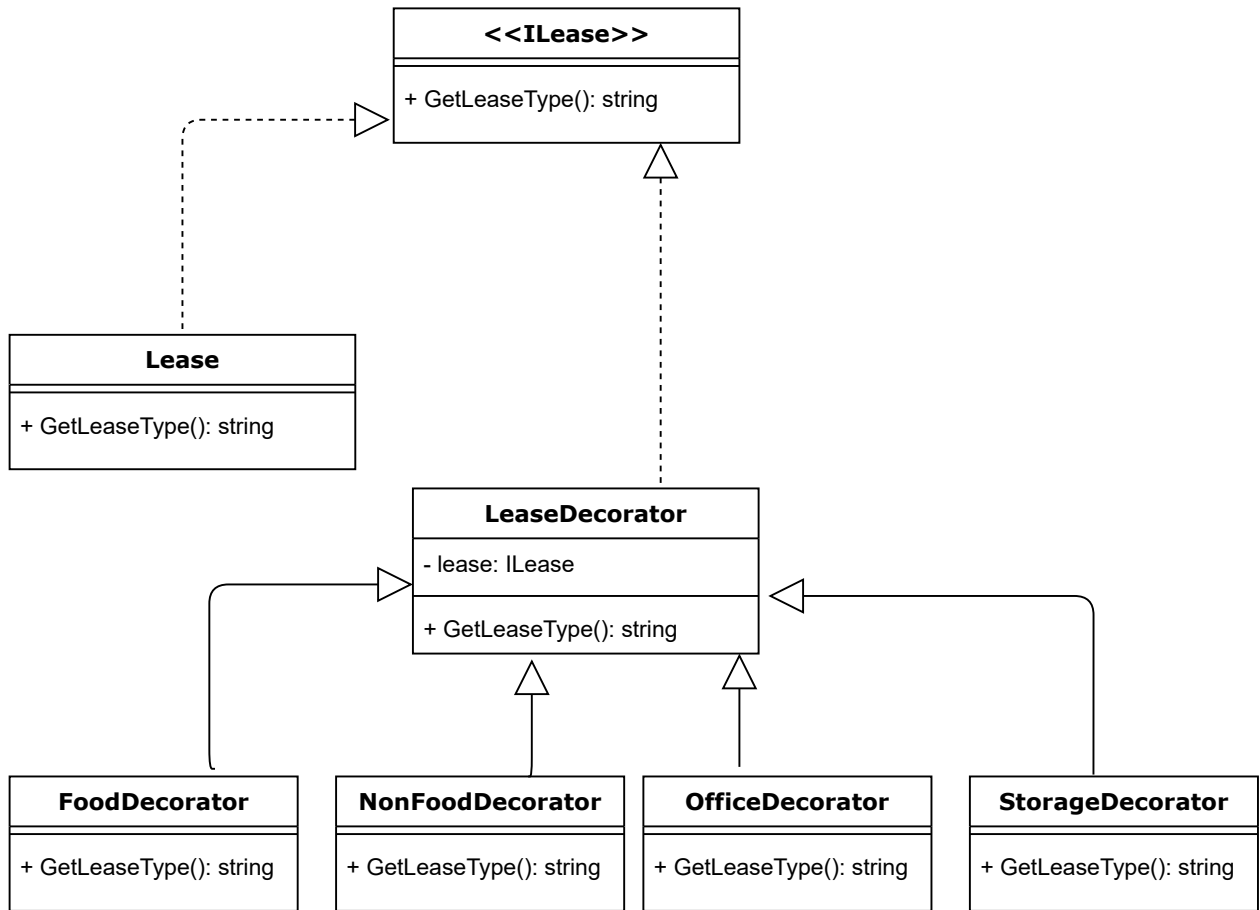 <<ILease>>
+ GetLeaseType(): string
Lease
+ GetLeaseType(): string
LeaseDecorator
- lease: ILease
+ GetLeaseType(): string
FoodDecorator
+ GetLeaseType(): string
NonFoodDecorator
+ GetLeaseType(): string
OfficeDecorator
+ GetLeaseType(): string
StorageDecorator
+ GetLeaseType(): string